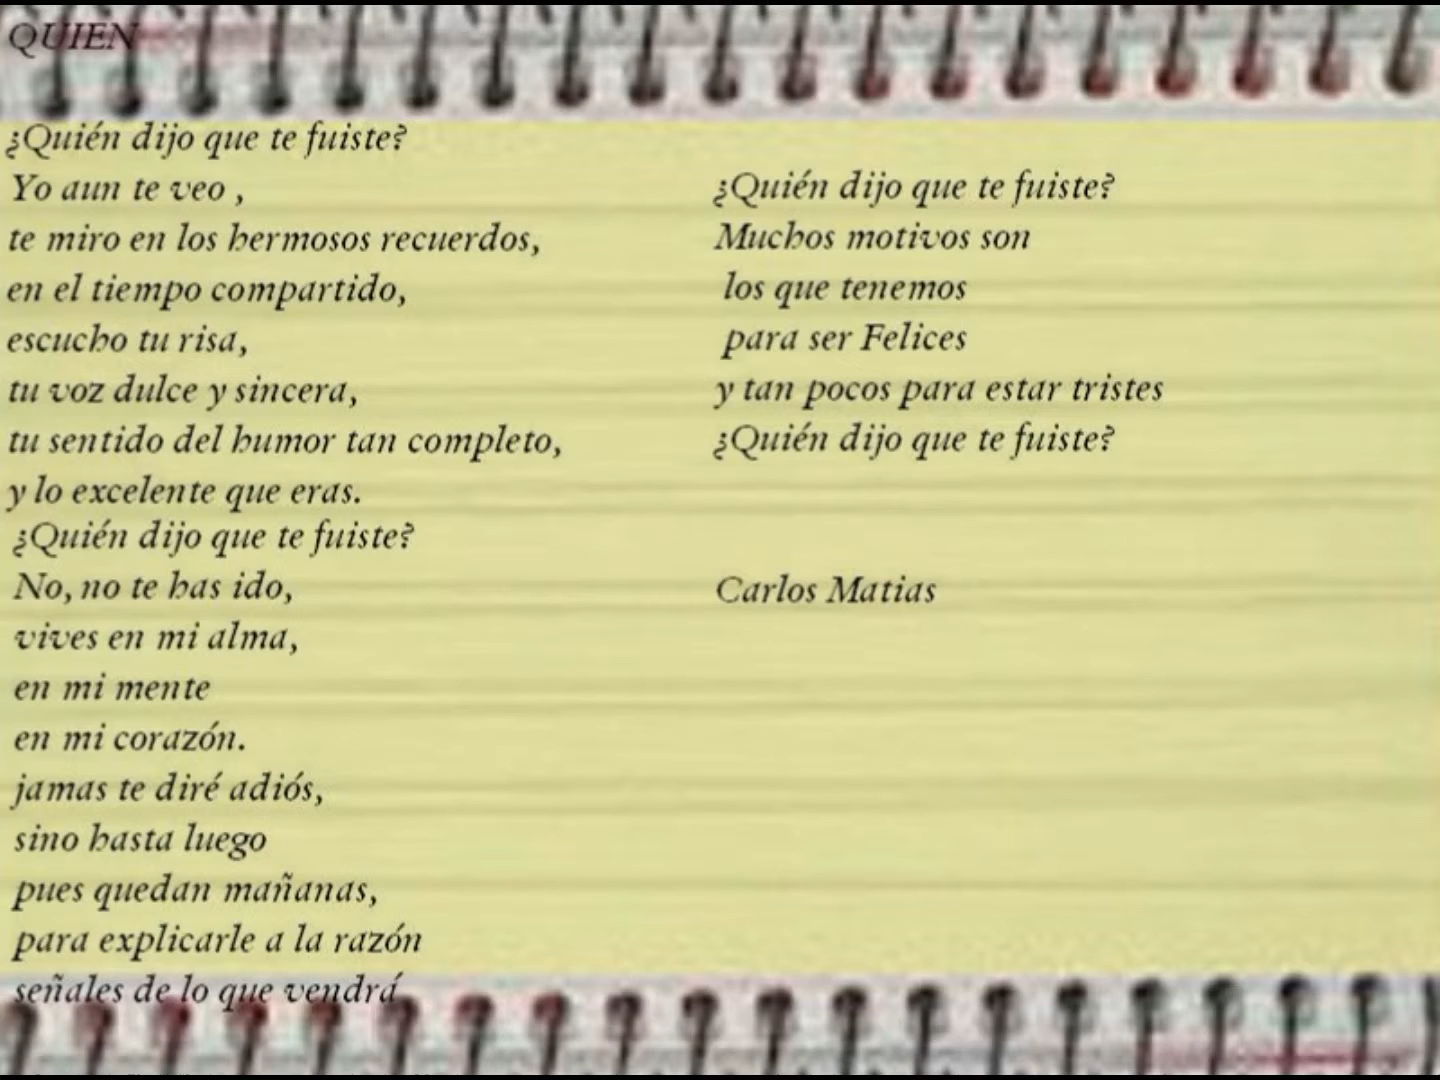 QUIEN
¿Quién dijo que te fuiste?
Yo aun te veo ,
te miro en los hermosos recuerdos,
en el tiempo compartido,
escucho tu risa,
tu voz dulce y sincera,
tu sentido del humor tan completo,
y lo excelente que eras.
¿Quién dijo que te fuiste?
No, no te has ido,
vives en mi alma,
en mi mente
en mi corazón.
jamas te diré adiós,
sino hasta luego
pues quedan mañanas,
para explicarle a la razón
señales de lo que vendrá
¿Quién dijo que te fuiste?
Muchos motivos son
los que tenemos
para ser Felices
y tan pocos para estar tristes
¿Quién dijo que te fuiste?
Carlos Matias